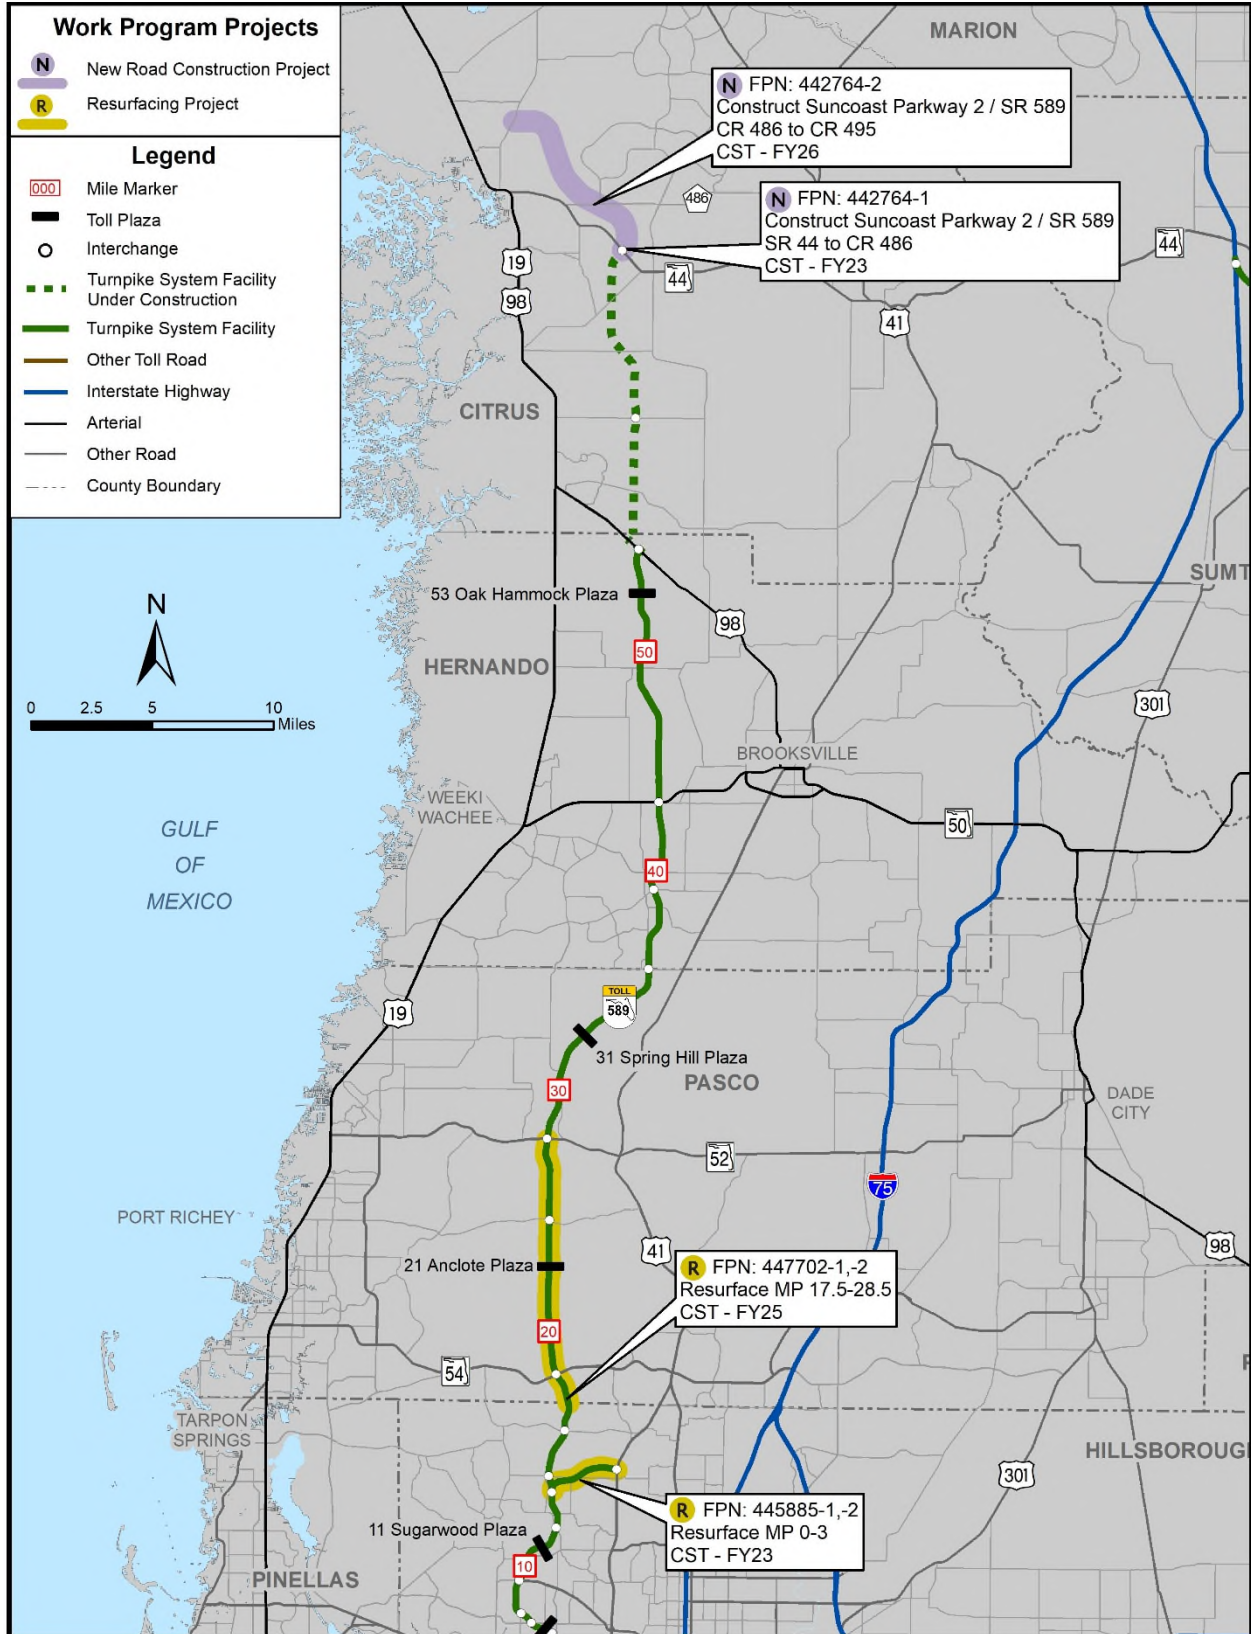 Work Program Projects
N New Road Construction Project
R Resurfacing Project
Legend
000 Mile Marker
Toll Plaza
Interchange
Turnpike System Facility
Under Construction
Turnpike System Facility
Other Toll Road
Interstate Highway
Arterial
Other Road
County Boundary
MARION
N FPN: 442764-2
Construct Suncoast Parkway 2 / SR 589
CR 486 to CR 495
CST - FY26
486
N FPN: 442764-1
Construct Suncoast Parkway 2 / SR 589
SR 44 to CR 486
CST - FY23
44
19
44
98
41
CITRUS
SUMT
53 Oak Hammock Plaza
98
N
50
HERNANDO
301
0 2.5 5 10
Miles
BROOKSVILLE
WEEKI
WACHEE
50
GULF
OF
MEXICO
40
TOLL
589
19
31 Spring Hill Plaza
PASCO
30
DADE
CITY
52
75
PORT RICHEY
98
41
21 Anclote Plaza
R FPN: 447702-1,-2
Resurface MP 17.5-28.5
CST - FY25
20
54
TARPON
SPRINGS
HILLSBOROUG
301
R FPN: 445885-1,-2
Resurface MP 0-3
CST - FY23
11 Sugarwood Plaza
10
PINELLAS